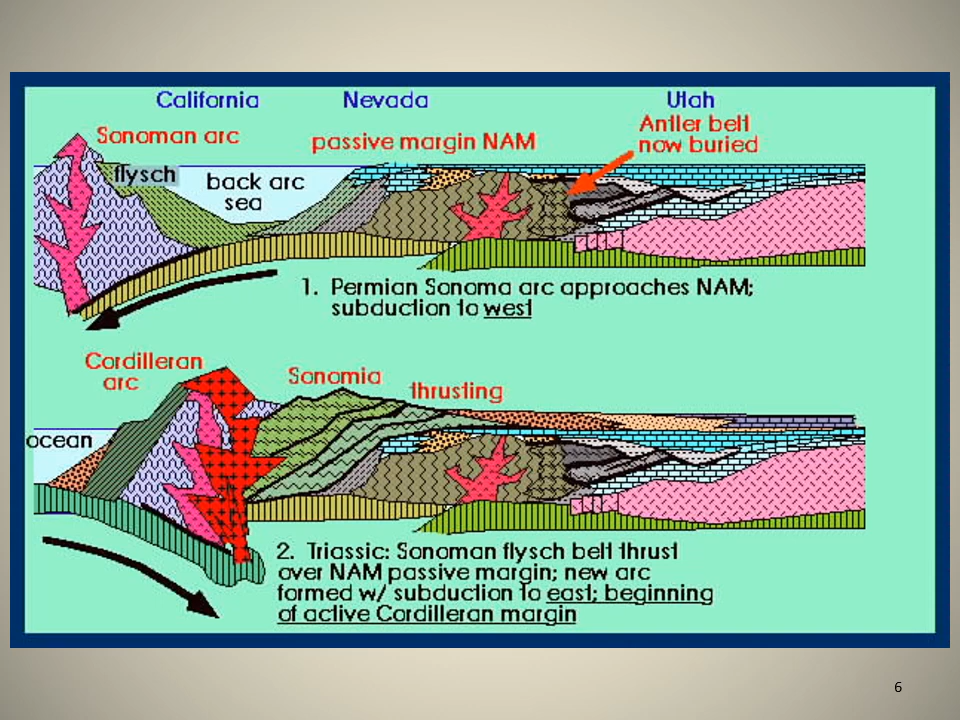 California Nevada Utah
Sonoman arc
passive margin NAM
Antler belt
now buried
flysch
back arc
sea
1. Permian Sonoma arc approaches NAM;
subduction to west
Cordilleran
arc
Sonomia
thrusting
ocean
2. Triassic: Sonoman flysch belt thrust
over NAM passive margin; new arc
formed w/ subduction to east; beginning
of active Cordilleran margin
6